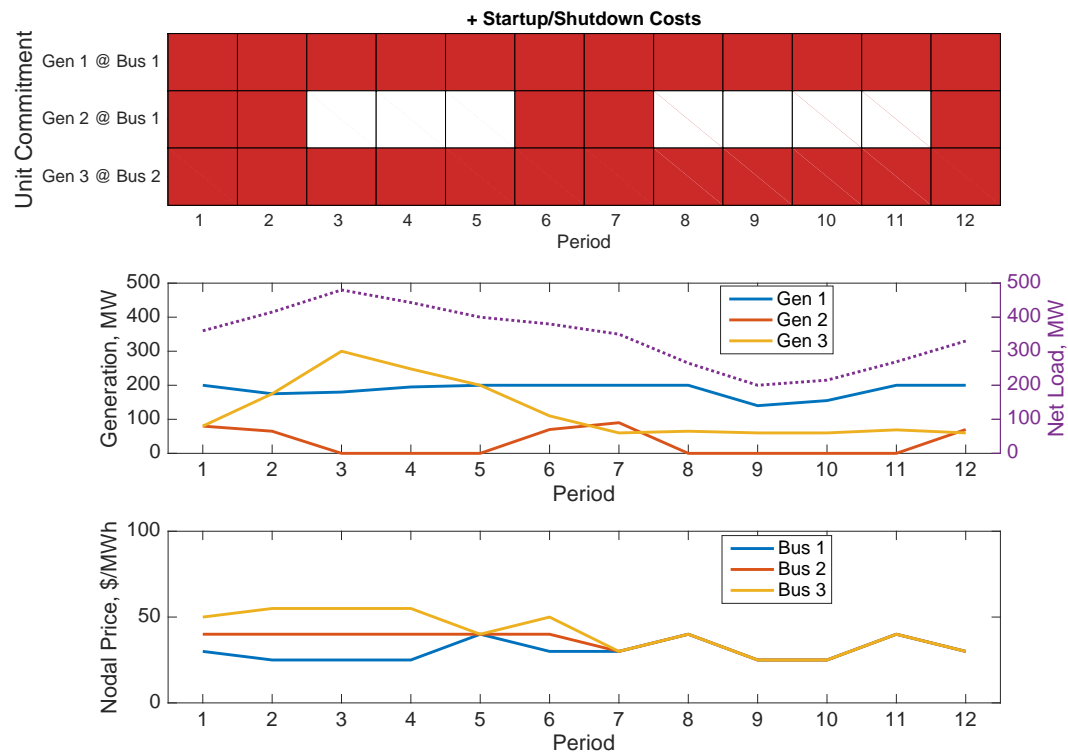 + Startup/Shutdown Costs
Unit Commitment
Gen 1 @ Bus 1
Gen 2 @ Bus 1
Gen 3 @ Bus 2
1 2 3 4 5 6 7 8 9 10 11 12
Period
Generation, MW
500
400
300
200
100
0
Gen 1
Gen 2
Gen 3
500
400
300
200
100
0
Net Load, MW
1 2 3 4 5 6 7 8 9 10 11 12
Period
Nodal Price, $/MWh
100
50
0
Bus 1
Bus 2
Bus 3
1 2 3 4 5 6 7 8 9 10 11 12
Period